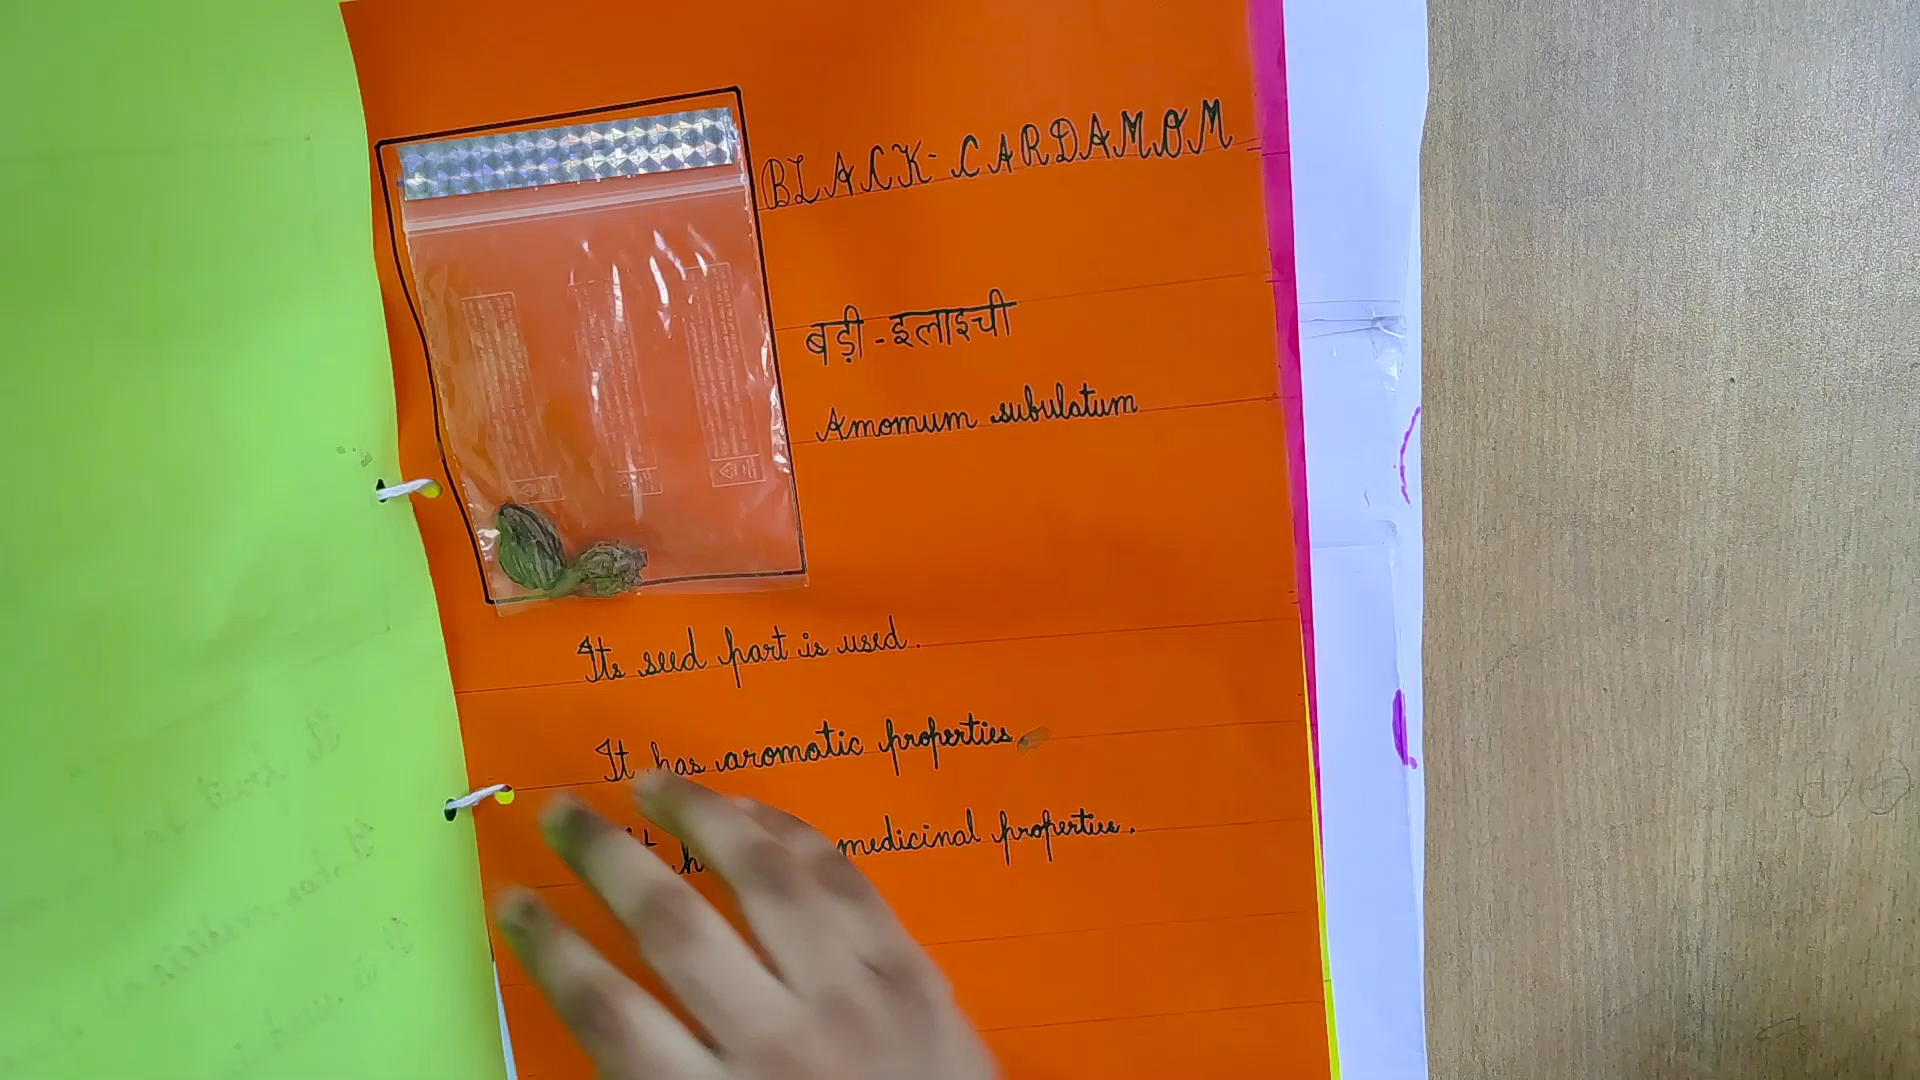 BLACK-CARDAMOM
बड़ी-इलाइची
Amomum subulatum
Its seed part is used.
It has aromatic properties.
medicinal properties.